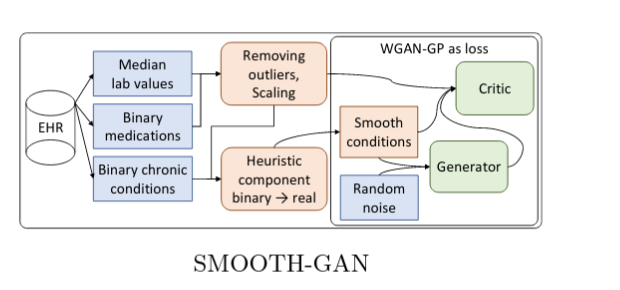 EHR
Median
lab values
Binary
medications
Binary chronic
conditions
Removing
outliers,
Scaling
Heuristic
component
binary → real
WGAN-GP as loss
Smooth
conditions
Random
noise
Critic
Generator
SMOOTH-GAN